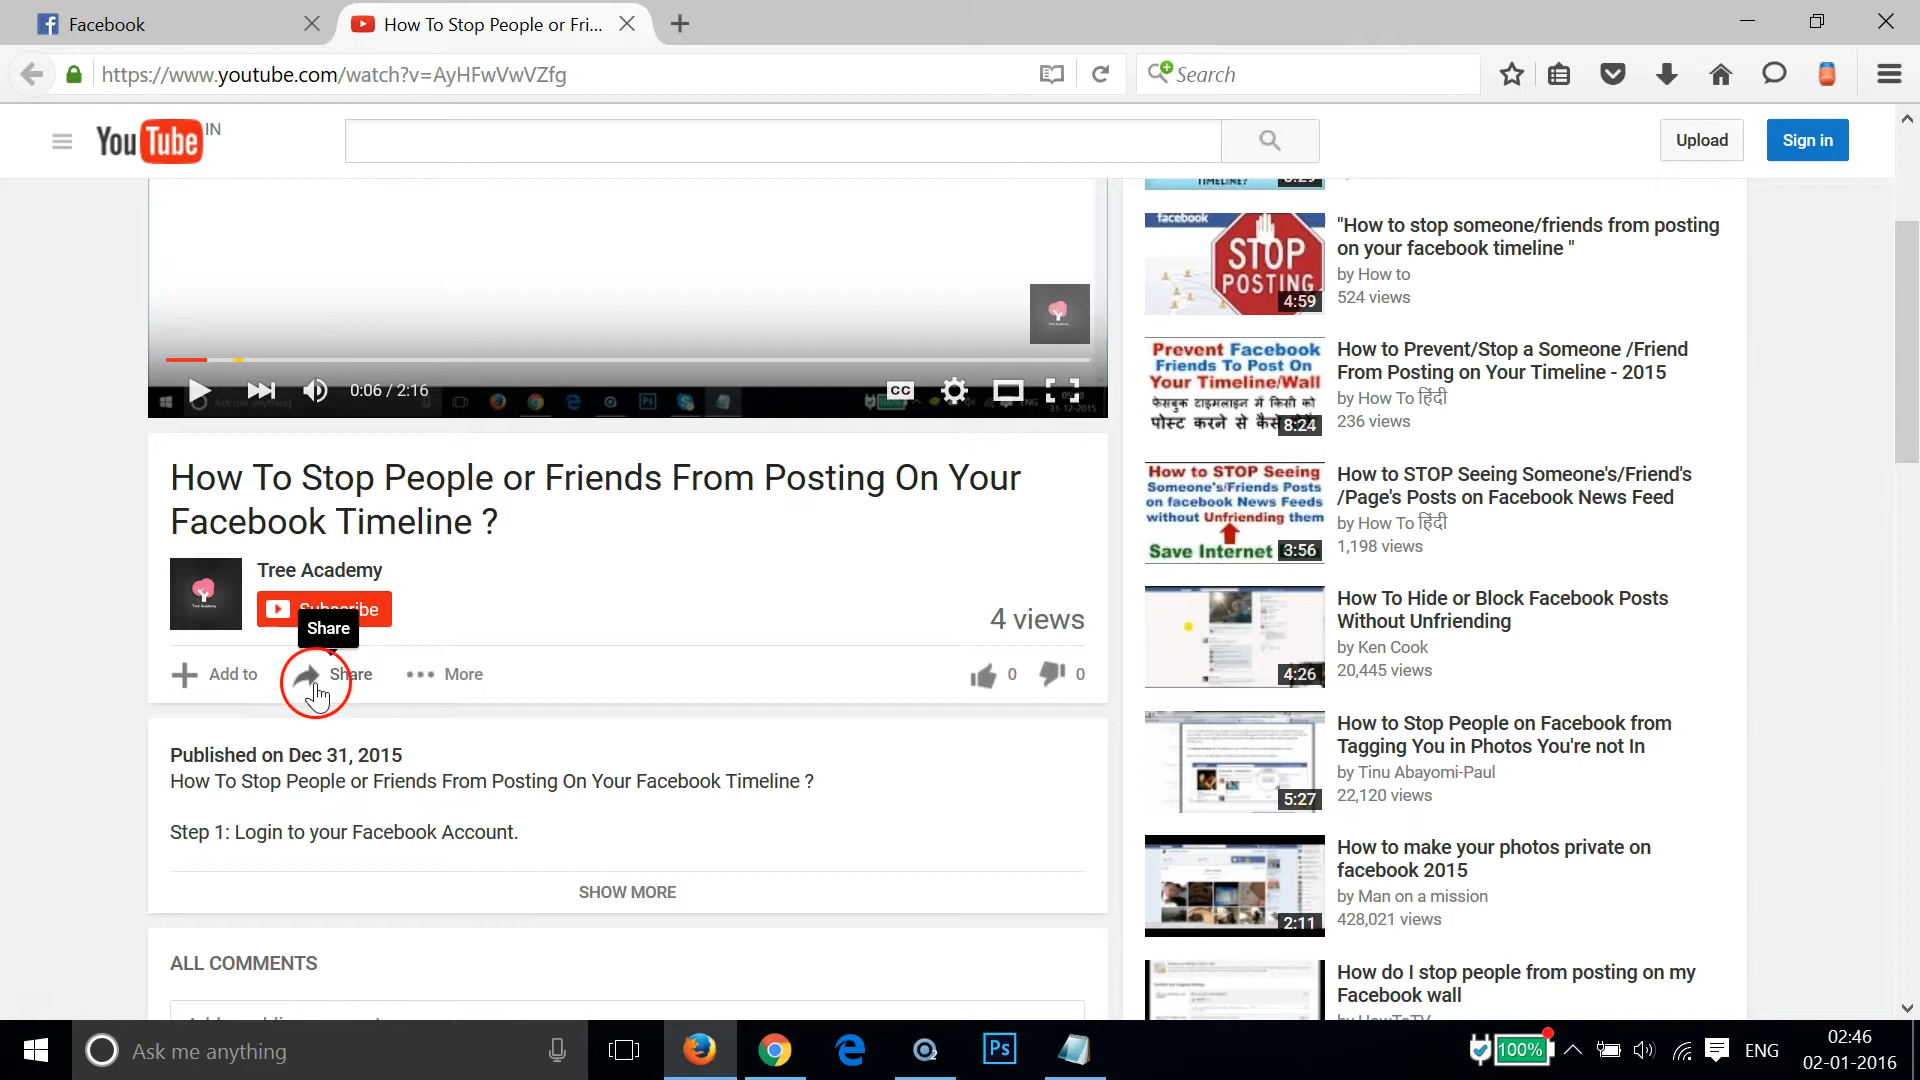 Facebook
How To Stop People or Fri...
https://www.youtube.com/watch?v=AyHFwVwVZfg
Search
YouTube IN
Upload
Sign in
TIMELINE?
0:06 / 2:16
CC
How To Stop People or Friends From Posting On Your
Facebook Timeline ?
Tree Academy
Subscribe
Share
4 views
Add to
Share
More
0
0
Published on Dec 31, 2015
How To Stop People or Friends From Posting On Your Facebook Timeline ?
Step 1: Login to your Facebook Account.
SHOW MORE
ALL COMMENTS
facebook
STOP
POSTING
4:59
"How to stop someone/friends from posting
on your facebook timeline "
by How to
524 views
Prevent Facebook
Friends To Post On
Your Timeline/Wall
फेसबुक टाइमलाइन में किसी को
पोस्ट करने से कैसे
8:24
How to Prevent/Stop a Someone /Friend
From Posting on Your Timeline - 2015
by How To हिंदी
236 views
How to STOP Seeing
Someone's/Friends Posts
on facebook News Feeds
without Unfriending them
Save Internet
3:56
How to STOP Seeing Someone's/Friend's
/Page's Posts on Facebook News Feed
by How To हिंदी
1,198 views
4:26
How To Hide or Block Facebook Posts
Without Unfriending
by Ken Cook
20,445 views
5:27
How to Stop People on Facebook from
Tagging You in Photos You're not In
by Tinu Abayomi-Paul
22,120 views
2:11
How to make your photos private on
facebook 2015
by Man on a mission
428,021 views
How do I stop people from posting on my
Facebook wall
by HowToTV
Ask me anything
Ps
100%
ENG
02:46
02-01-2016